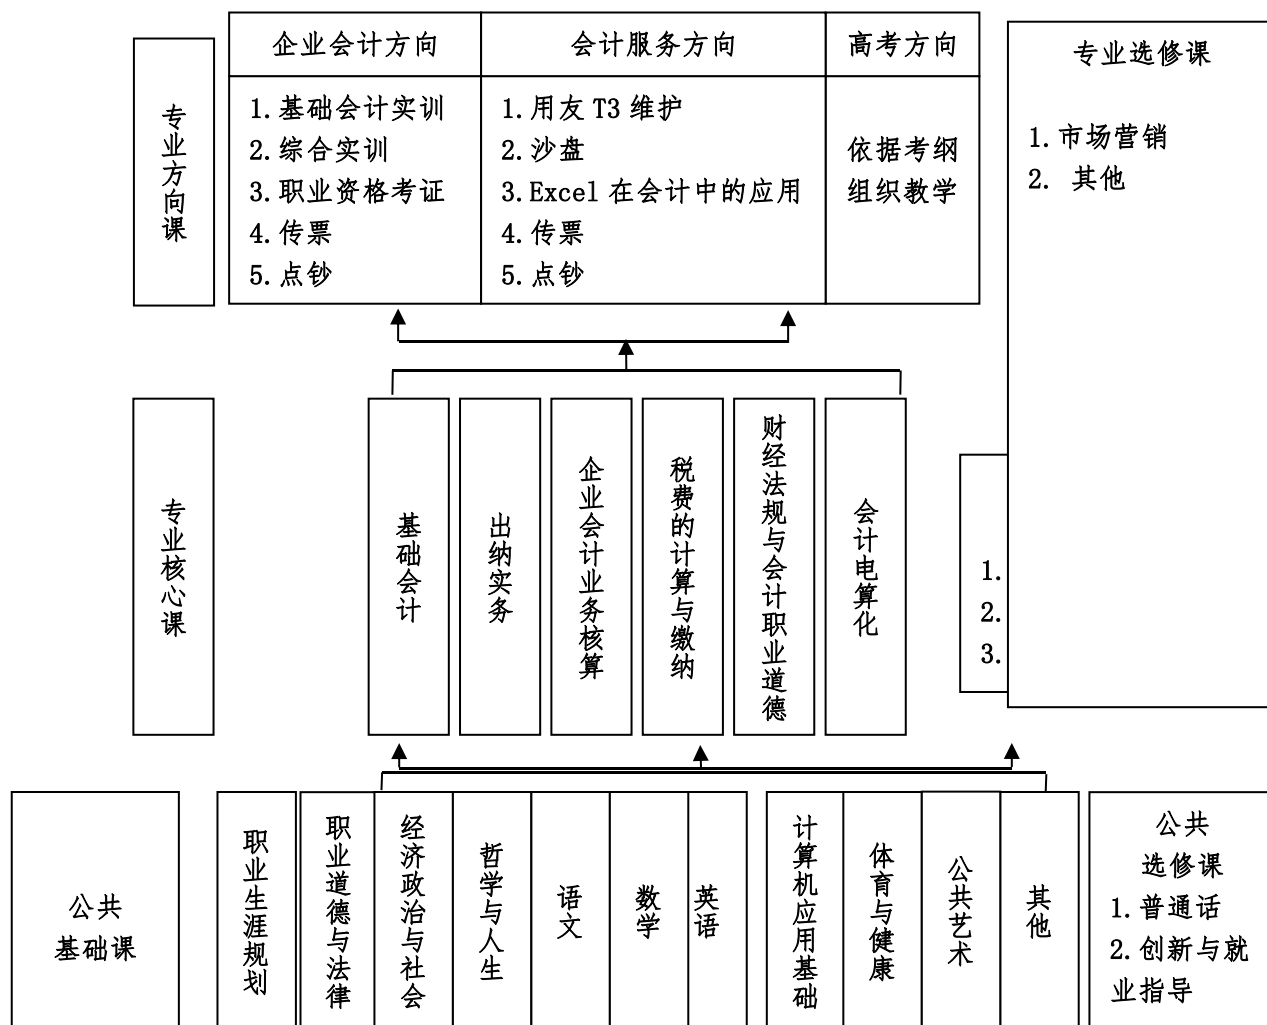 专业方向课
企业会计方向
1.基础会计实训
2.综合实训
3.职业资格考证
4.传票
5.点钞
会计服务方向
1.用友 T3 维护
2.沙盘
3.Excel 在会计中的应用
4.传票
5.点钞
高考方向
依据考纲
组织教学
专业选修课
1.市场营销
2. 其他
专业核心课
基础会计
出纳实务
企业会计业务核算
税费的计算与缴纳
财经法规与会计职业道德
会计电算化
1.
2.
3.
公共
基础课
职业生涯规划
职业道德与法律
经济政治与社会
哲学与人生
语文
数学
英语
计算机应用基础
体育与健康
公共艺术
其他
公共
选修课
1.普通话
2.创新与就
业指导